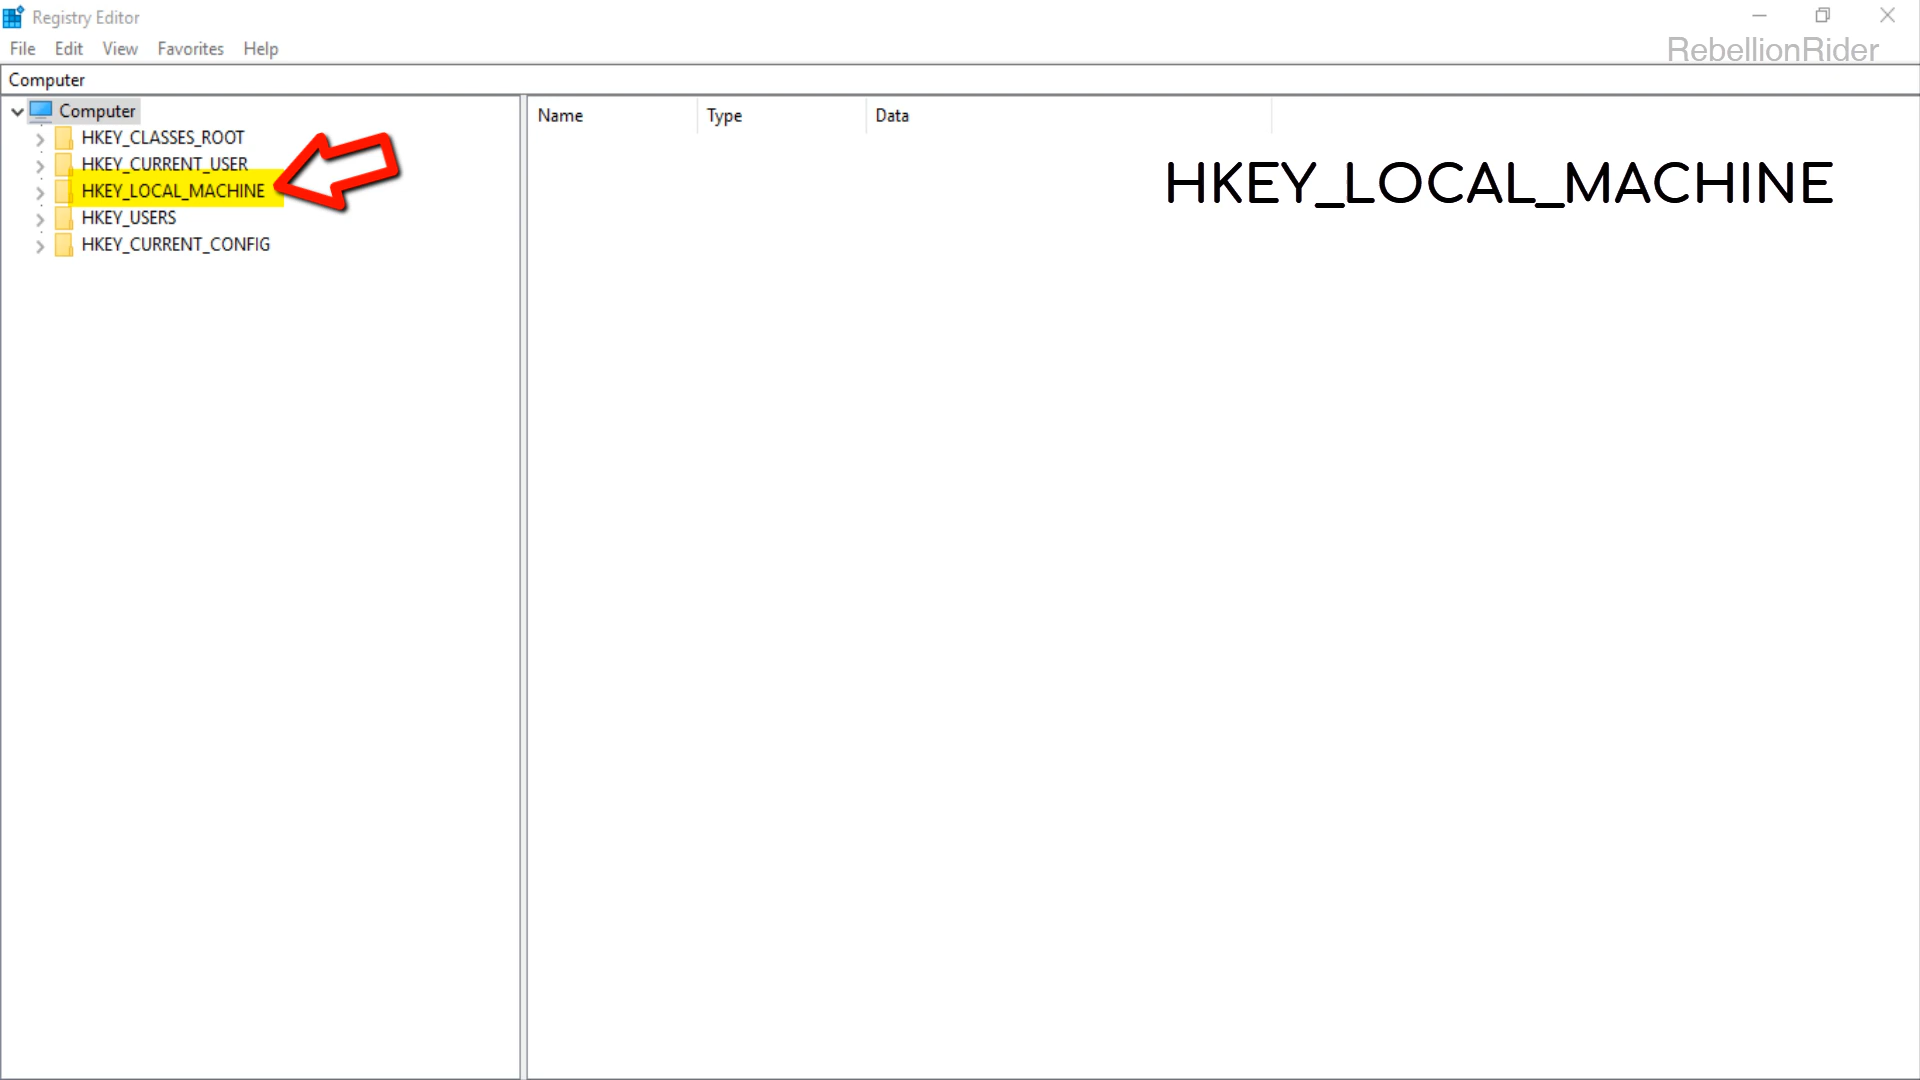 Registry Editor
File Edit View Favorites Help
RebellionRider
Computer
Computer
Name Type Data
HKEY_CLASSES_ROOT
HKEY_CURRENT_USER
HKEY_LOCAL_MACHINE
HKEY_LOCAL_MACHINE
HKEY_USERS
HKEY_CURRENT_CONFIG